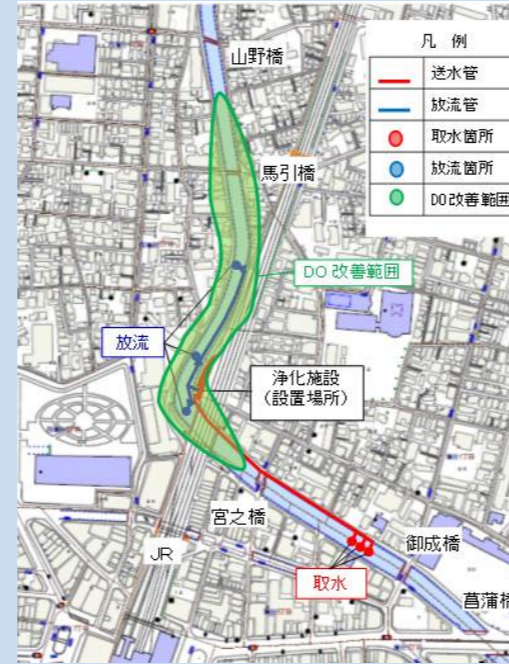 山野橋
凡 例
送水管
放流管
取水箇所
放流箇所
DO改善範囲
馬引橋
DO 改善範囲
放流
浄化施設
(設置場所)
宮之橋
御成橋
JR
取水
菖蒲橋